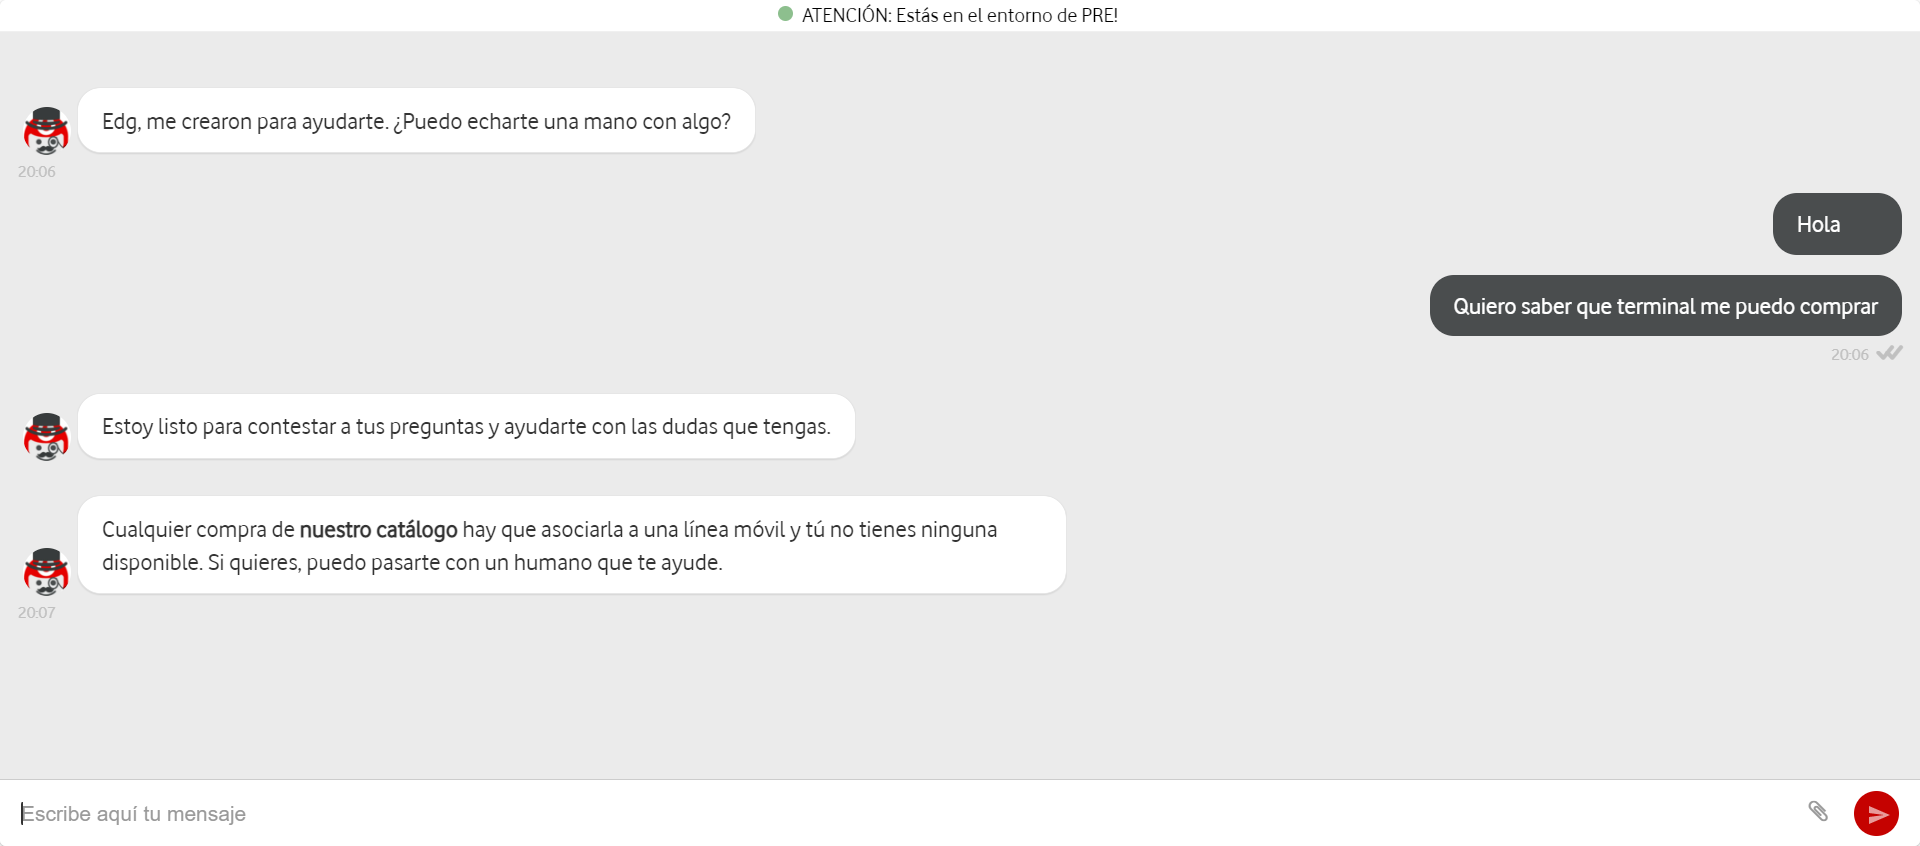 ATENCIÓN: Estás en el entorno de PRE!
Edg, me crearon para ayudarte. ¿Puedo echarte una mano con algo?
20:06
Hola
Quiero saber que terminal me puedo comprar
20:06
Estoy listo para contestar a tus preguntas y ayudarte con las dudas que tengas.
Cualquier compra de nuestro catálogo hay que asociarla a una línea móvil y tú no tienes ninguna
disponible. Si quieres, puedo pasarte con un humano que te ayude.
20:07
Escribe aquí tu mensaje